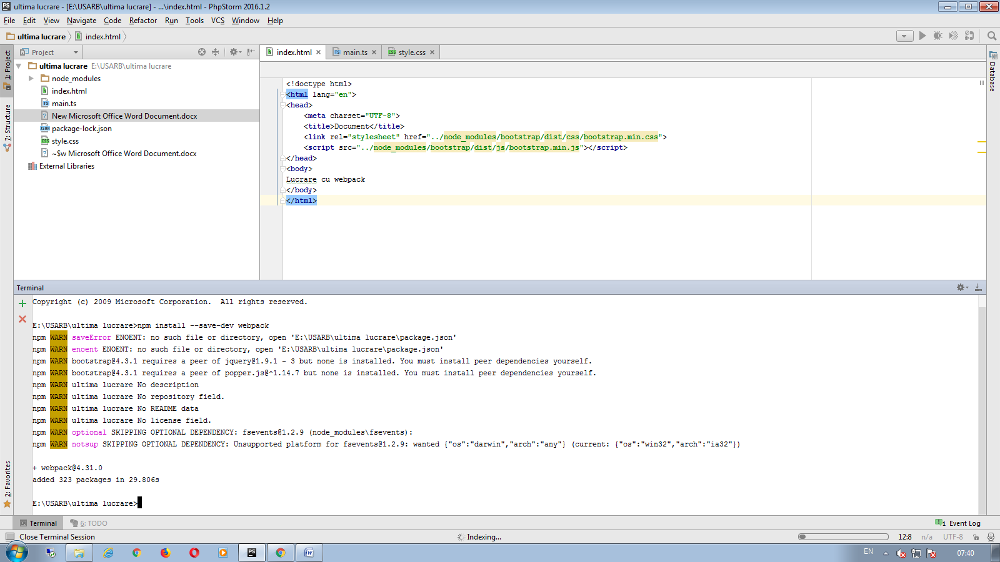 ultima lucrare - [E:\USARB\ultima lucrare] - ...\index.html - PhpStorm 2016.1.2
File Edit View Navigate Code Refactor Run Tools VCS Window Help
ultima lucrare index.html
1: Project
7: Structure
2: Favorites
Project
ultima lucrare E:\USARB\ultima lucrare
node_modules
index.html
main.ts
New Microsoft Office Word Document.docx
package-lock.json
style.css
~$w Microsoft Office Word Document.docx
External Libraries
index.html main.ts style.css
Database
<!doctype html>
<html lang="en">
<head>
<meta charset="UTF-8">
<title>Document</title>
<link rel="stylesheet" href="../node_modules/bootstrap/dist/css/bootstrap.min.css">
<script src="../node_modules/bootstrap/dist/js/bootstrap.min.js"></script>
</head>
<body>
Lucrare cu webpack
</body>
</html>
Terminal
Copyright (c) 2009 Microsoft Corporation.  All rights reserved.
E:\USARB\ultima lucrare>npm install --save-dev webpack
npm WARN saveError ENOENT: no such file or directory, open 'E:\USARB\ultima lucrare\package.json'
npm WARN enoent ENOENT: no such file or directory, open 'E:\USARB\ultima lucrare\package.json'
npm WARN bootstrap@4.3.1 requires a peer of jquery@1.9.1 - 3 but none is installed. You must install peer dependencies yourself.
npm WARN bootstrap@4.3.1 requires a peer of popper.js@^1.14.7 but none is installed. You must install peer dependencies yourself.
npm WARN ultima lucrare No description
npm WARN ultima lucrare No repository field.
npm WARN ultima lucrare No README data
npm WARN ultima lucrare No license field.
npm WARN optional SKIPPING OPTIONAL DEPENDENCY: fsevents@1.2.9 (node_modules\fsevents):
npm WARN notsup SKIPPING OPTIONAL DEPENDENCY: Unsupported platform for fsevents@1.2.9: wanted {"os":"darwin","arch":"any"} (current: {"os":"win32","arch":"ia32"})
+ webpack@4.31.0
added 323 packages in 29.806s
E:\USARB\ultima lucrare>
Terminal 6: TODO 1 Event Log
Close Terminal Session Indexing... 12:8 n/a UTF-8
EN 07:40